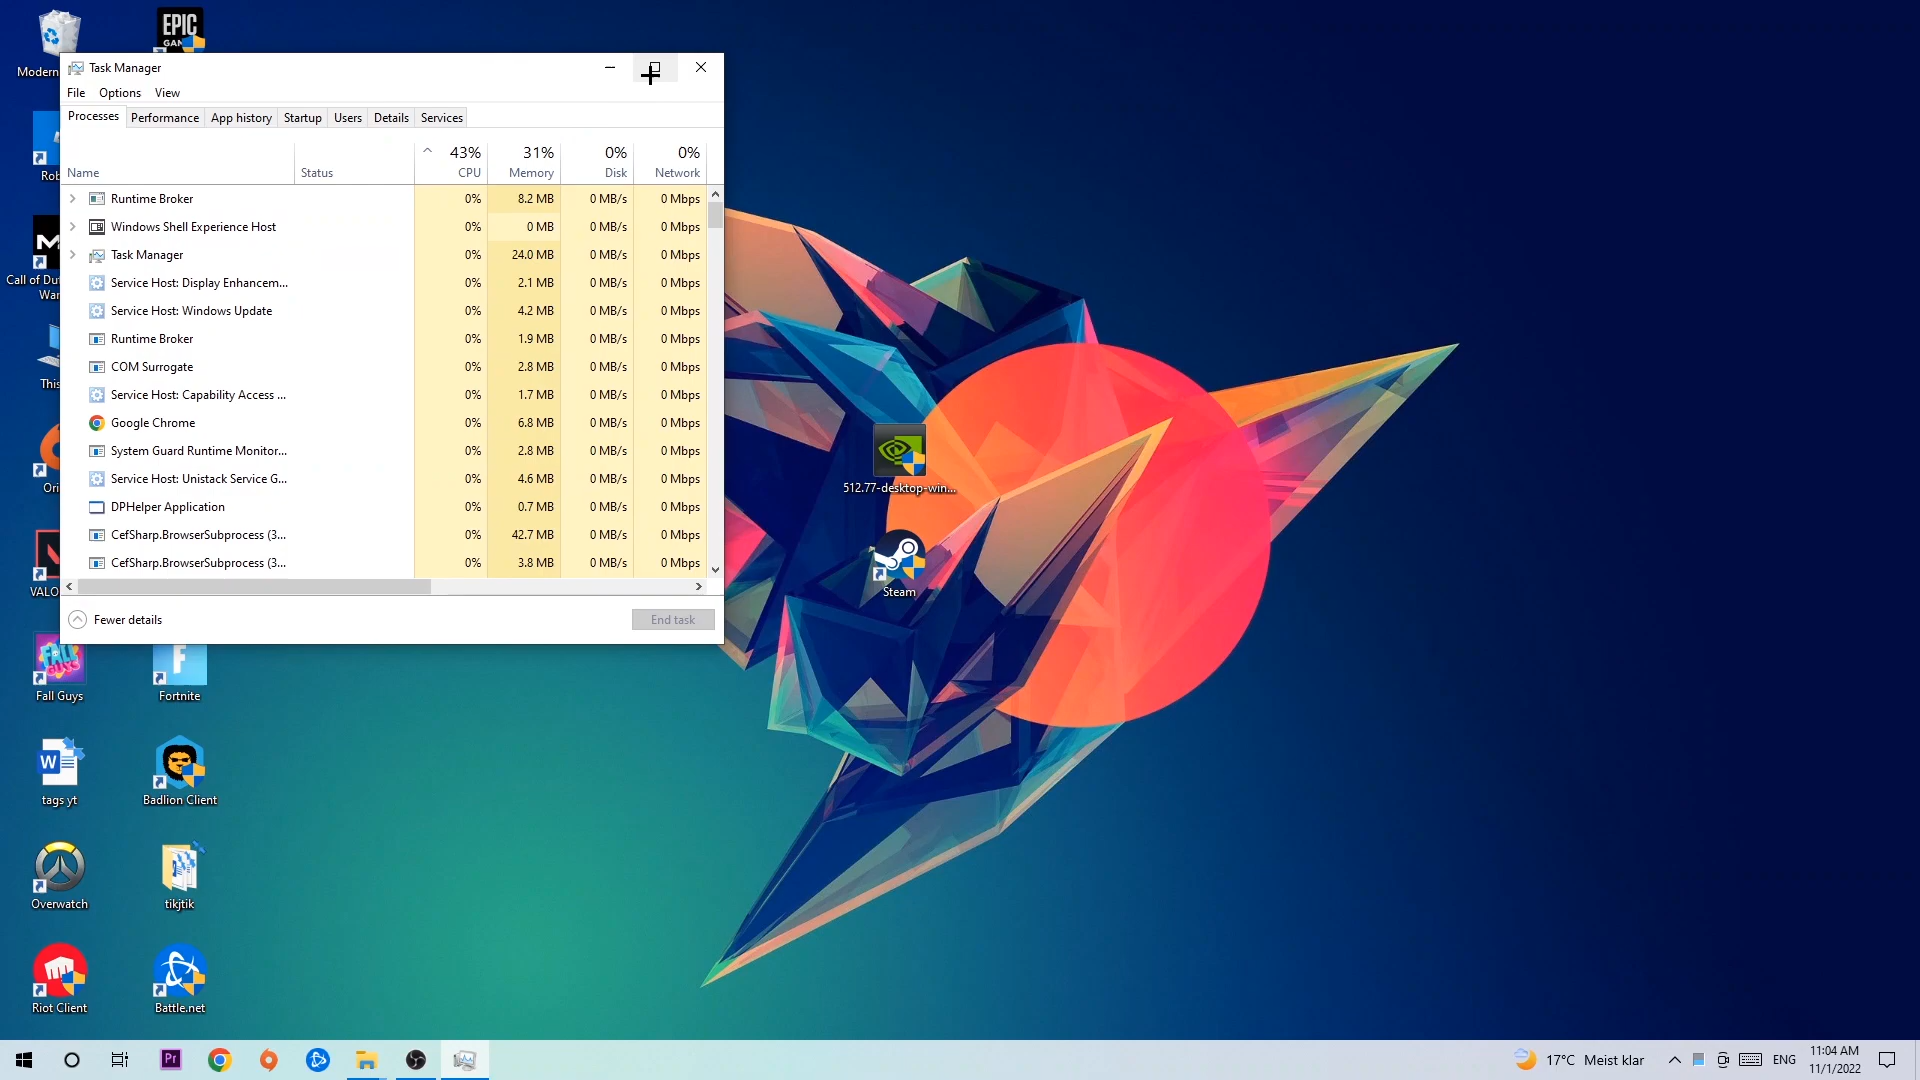 EPIC
Modern
Rob
M
Call of Du
War
This
Ori
VALO
Task Manager
File Options View
Processes Performance App history Startup Users Details Services
43% 31% 0% 0%
Name Status CPU Memory Disk Network
Runtime Broker 0% 8.2 MB 0 MB/s 0 Mbps
Windows Shell Experience Host 0% 0 MB 0 MB/s 0 Mbps
Task Manager 0% 24.0 MB 0 MB/s 0 Mbps
Service Host: Display Enhancem... 0% 2.1 MB 0 MB/s 0 Mbps
Service Host: Windows Update 0% 4.2 MB 0 MB/s 0 Mbps
Runtime Broker 0% 1.9 MB 0 MB/s 0 Mbps
COM Surrogate 0% 2.8 MB 0 MB/s 0 Mbps
Service Host: Capability Access ... 0% 1.7 MB 0 MB/s 0 Mbps
Google Chrome 0% 6.8 MB 0 MB/s 0 Mbps
System Guard Runtime Monitor... 0% 2.8 MB 0 MB/s 0 Mbps
Service Host: Unistack Service G... 0% 4.6 MB 0 MB/s 0 Mbps
DPHelper Application 0% 0.7 MB 0 MB/s 0 Mbps
CefSharp.BrowserSubprocess (3... 0% 42.7 MB 0 MB/s 0 Mbps
CefSharp.BrowserSubprocess (3... 0% 3.8 MB 0 MB/s 0 Mbps
Fewer details End task
512.77-desktop-win...
Steam
FALL GUYS
Fall Guys
Fortnite
W
tags yt
Badlion Client
Overwatch
tikjtik
Riot Client
Battle.net
Pr
17°C Meist klar
ENG
11:04 AM
11/1/2022